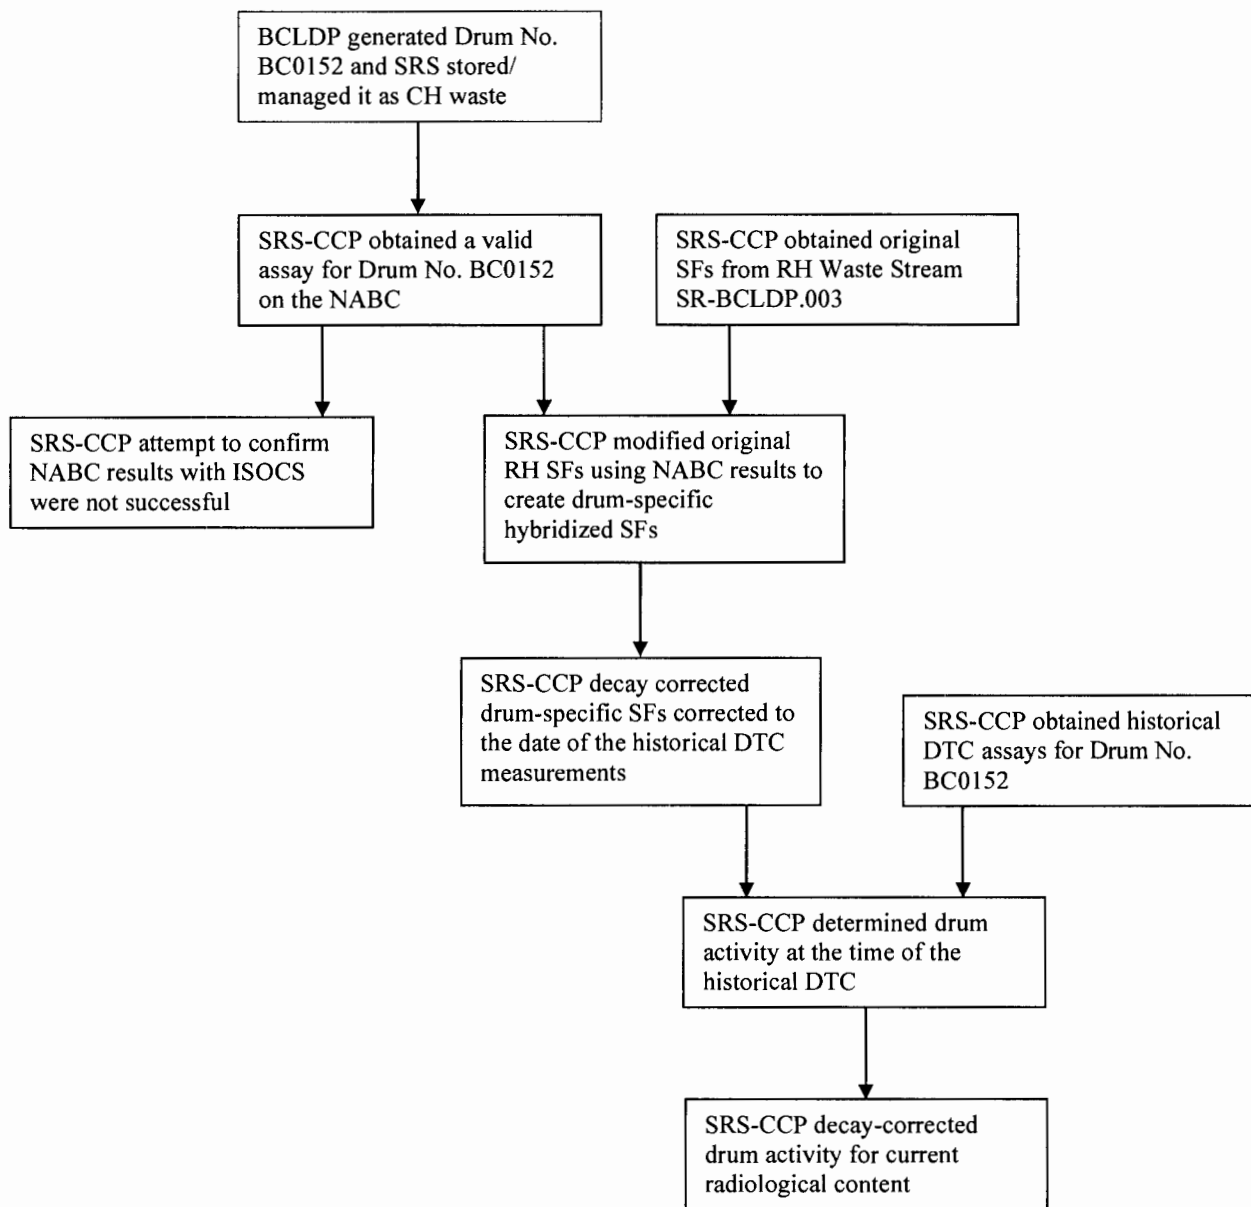 BCLDP generated Drum No.
BC0152 and SRS stored/
managed it as CH waste
SRS-CCP obtained a valid
assay for Drum No. BC0152
on the NABC
SRS-CCP obtained original
SFs from RH Waste Stream
SR-BCLDP.003
SRS-CCP attempt to confirm
NABC results with ISOCS
were not successful
SRS-CCP modified original
RH SFs using NABC results to
create drum-specific
hybridized SFs
SRS-CCP decay corrected
drum-specific SFs corrected to
the date of the historical DTC
measurements
SRS-CCP obtained historical
DTC assays for Drum No.
BC0152
SRS-CCP determined drum
activity at the time of the
historical DTC
SRS-CCP decay-corrected
drum activity for current
radiological content